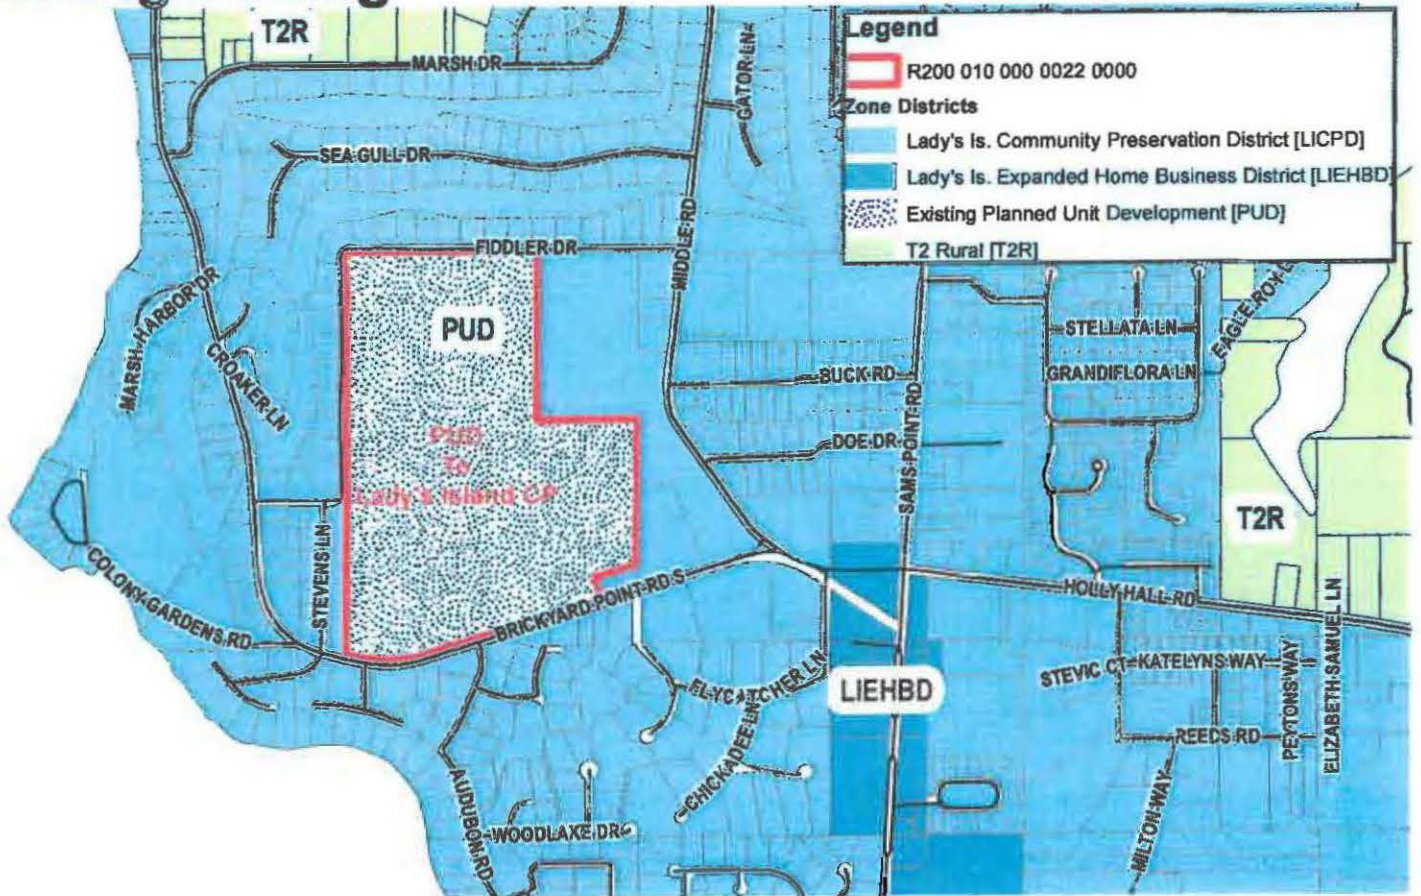 T2R
MARSH DR
GATOR LN
Legend
R200 010 000 0022 0000
Zone Districts
Lady's Is. Community Preservation District [LICPD]
Lady's Is. Expanded Home Business District [LIEHBD]
Existing Planned Unit Development [PUD]
T2 Rural [T2R]
SEA GULL DR
MIDDLE RD
FIDDLER DR
MARSH HARBOR DR
CROAKER LN
PUD
PUD
To
Lady's Island CP
STELLATA LN
GRANDIFLORA LN
BUCK RD
DOE DR
SAMS POINT RD
T2R
COLONY GARDENS RD
STEVENS LN
BRICKYARD POINT RD S
HOLLY HALL RD
FLYCATCHER LN
CHICKADEE LN
LIEHBD
STEVIC CT
KATELYNS WAY
PEYTONS WAY
ELIZABETH SAMUEL LN
REEDS RD
MILTON WAY
AUDUBON RD